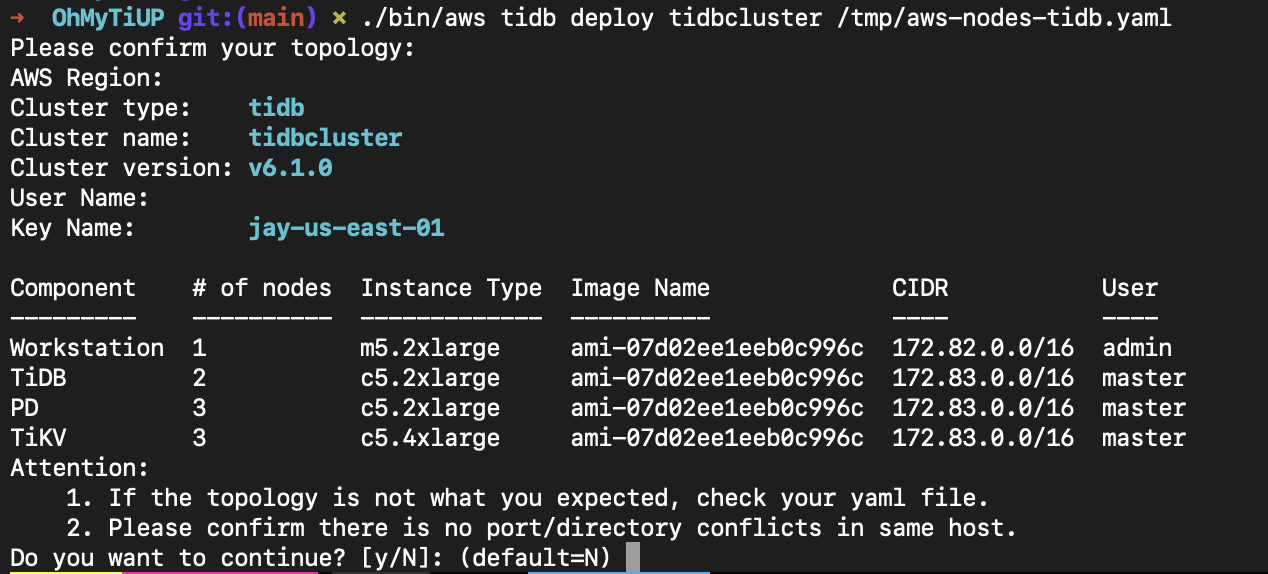 → OhMyTiUP git:(main) × ./bin/aws tidb deploy tidbcluster /tmp/aws-nodes-tidb.yaml
Please confirm your topology:
AWS Region:
Cluster type:    tidb
Cluster name:    tidbcluster
Cluster version: v6.1.0
User Name:
Key Name:        jay-us-east-01

Component    # of nodes  Instance Type  Image Name             CIDR           User
---------    ----------  -------------  ----------             ----           ----
Workstation  1           m5.2xlarge     ami-07d02ee1eeb0c996c  172.82.0.0/16  admin
TiDB         2           c5.2xlarge     ami-07d02ee1eeb0c996c  172.83.0.0/16  master
PD           3           c5.2xlarge     ami-07d02ee1eeb0c996c  172.83.0.0/16  master
TiKV         3           c5.4xlarge     ami-07d02ee1eeb0c996c  172.83.0.0/16  master
Attention:
    1. If the topology is not what you expected, check your yaml file.
    2. Please confirm there is no port/directory conflicts in same host.
Do you want to continue? [y/N]: (default=N)